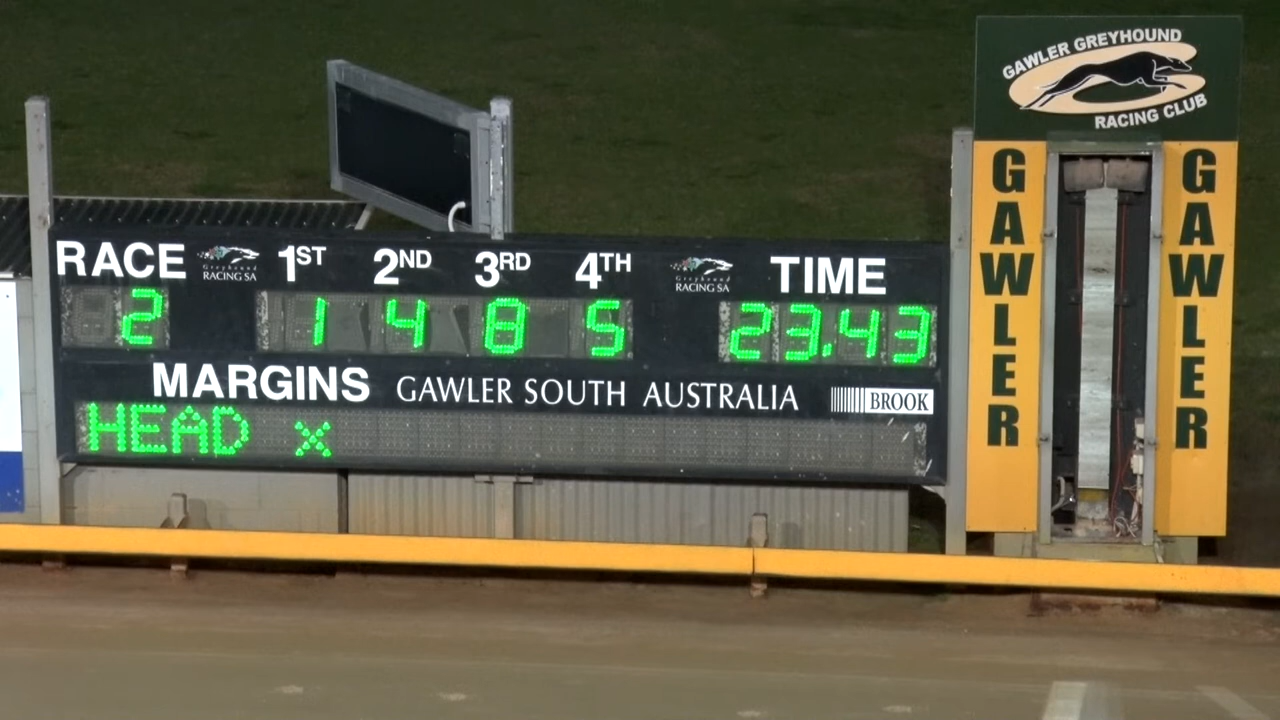 GAWLER GREYHOUND
RACING CLUB
GAWLER
GAWLER
RACE Greyhound RACING SA 1ST 2ND 3RD 4TH Greyhound RACING SA TIME
2 1 4 8 5 23.43
MARGINS GAWLER SOUTH AUSTRALIA BROOK
HEAD x